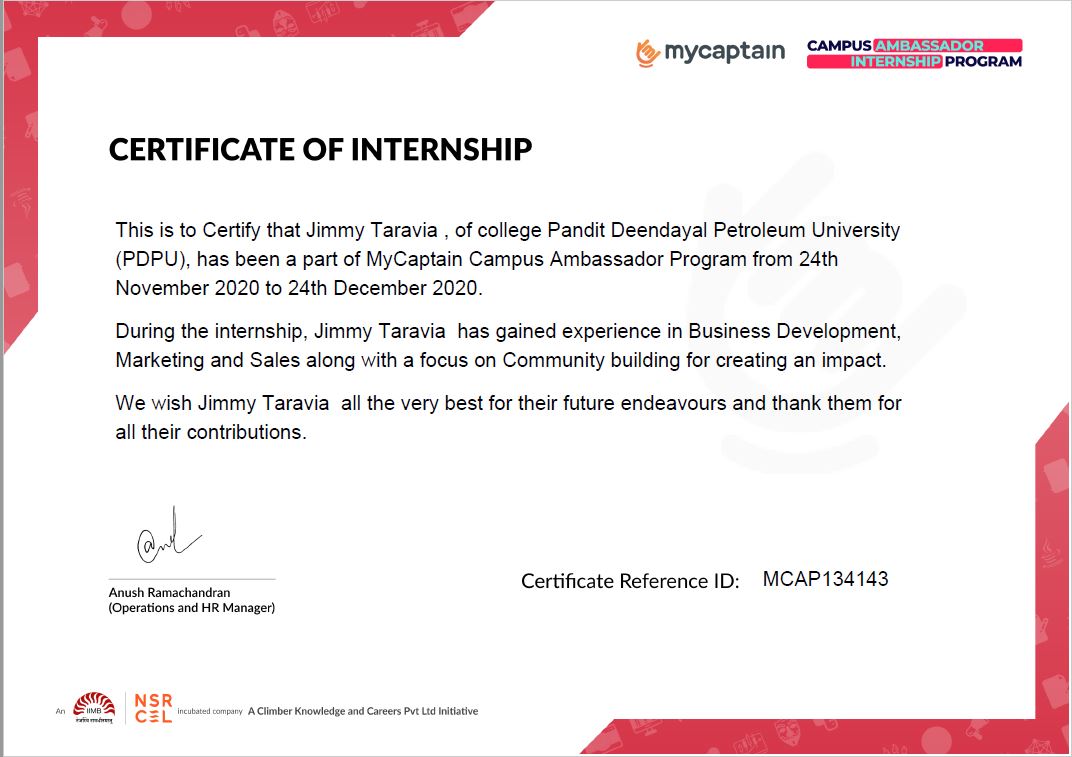 mycaptain
CAMPUS AMBASSADOR
INTERNSHIP PROGRAM
CERTIFICATE OF INTERNSHIP
This is to Certify that Jimmy Taravia , of college Pandit Deendayal Petroleum University
(PDPU), has been a part of MyCaptain Campus Ambassador Program from 24th
November 2020 to 24th December 2020.
During the internship, Jimmy Taravia  has gained experience in Business Development,
Marketing and Sales along with a focus on Community building for creating an impact.
We wish Jimmy Taravia  all the very best for their future endeavours and thank them for
all their contributions.
Anush Ramachandran
(Operations and HR Manager)
Certificate Reference ID: MCAP134143
An IIMB NSRCEL incubated company A Climber Knowledge and Careers Pvt Ltd Initiative